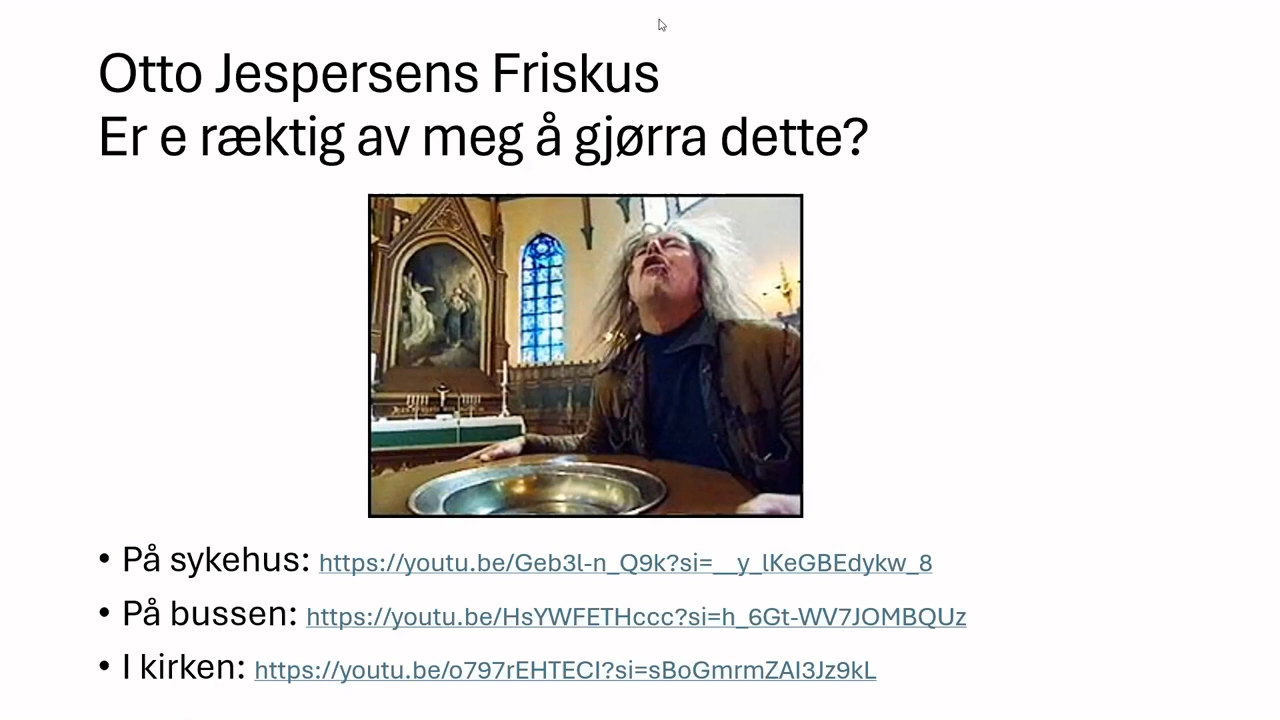 Otto Jespersens Friskus
Er e ræktig av meg å gjørra dette?
• På sykehus: https://youtu.be/Geb3l-n_Q9k?si=__y_lKeGBEdykw_8
• På bussen: https://youtu.be/HsYWFETHccc?si=h_6Gt-WV7JOMBQUz
• I kirken: https://youtu.be/o797rEHTECI?si=sBoGmrmZAI3Jz9kL